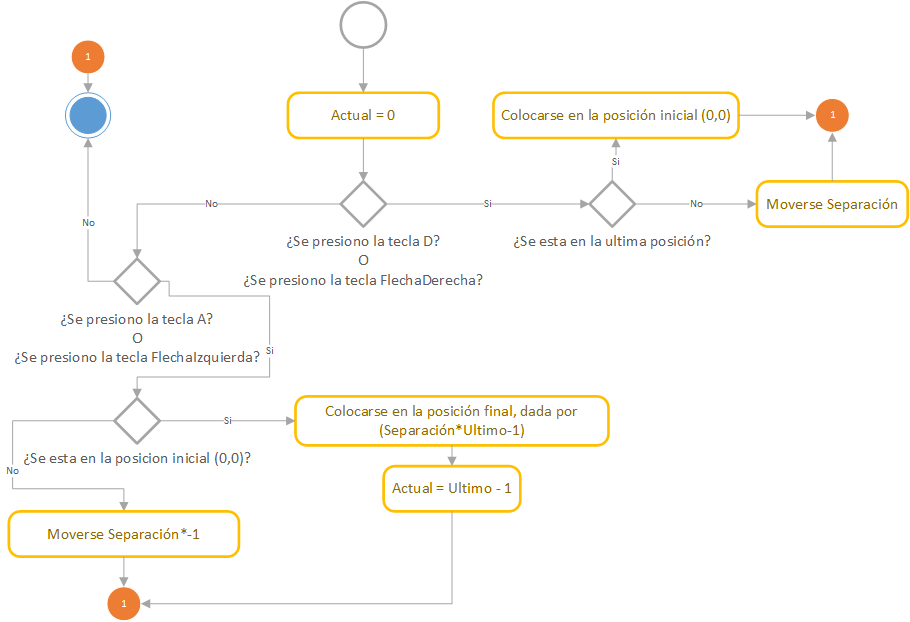 1
Actual = 0
Colocarse en la posición inicial (0,0)
1
Si
No
Si
No
Moverse Separación
No
¿Se presiono la tecla D?
O
¿Se presiono la tecla FlechaDerecha?
¿Se esta en la ultima posición?
¿Se presiono la tecla A?
O
¿Se presiono la tecla FlechaIzquierda?
Si
Colocarse en la posición final, dada por
(Separación*Ultimo-1)
Si
¿Se esta en la posicion inicial (0,0)?
No
Actual = Ultimo - 1
Moverse Separación*-1
1